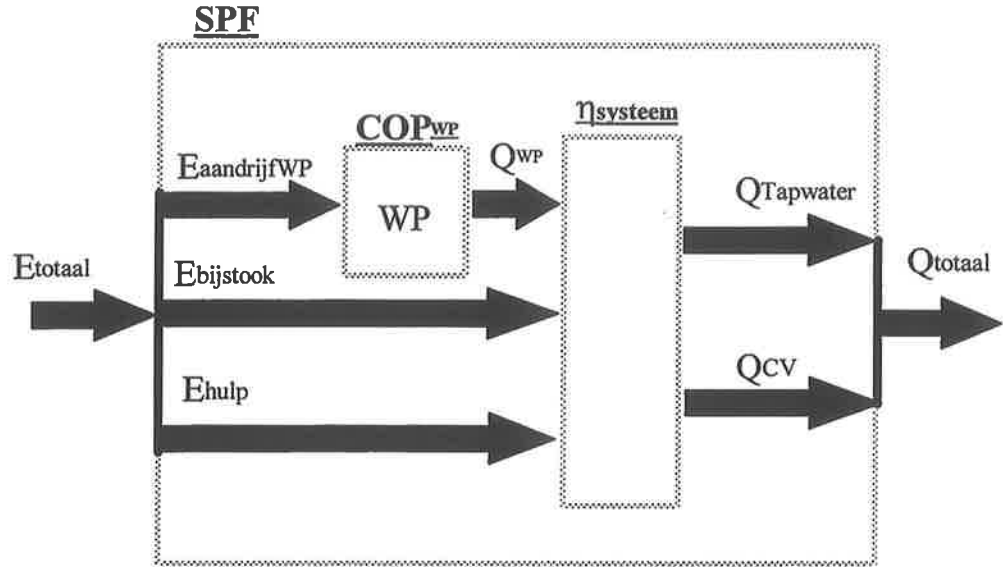 SPF
ηsysteem
COPWP
EaandrijfWP
QWP
WP
QTapwater
Etotaal
Ebijstook
Qtotaal
QCV
Ehulp